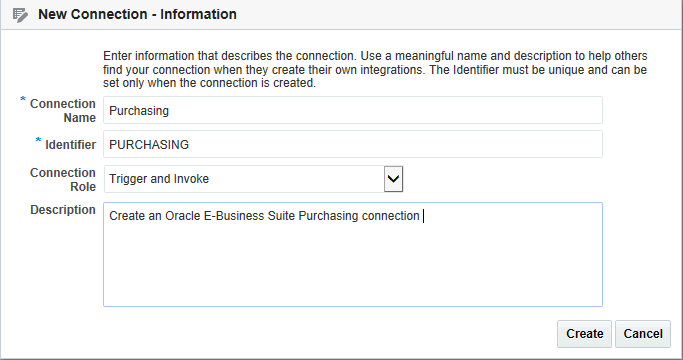 New Connection - Information
Enter information that describes the connection. Use a meaningful name and description to help others
find your connection when they create their own integrations. The Identifier must be unique and can be
set only when the connection is created.
* Connection
Name
Purchasing
* Identifier
PURCHASING
Connection
Role
Trigger and Invoke
Description
Create an Oracle E-Business Suite Purchasing connection
Create
Cancel